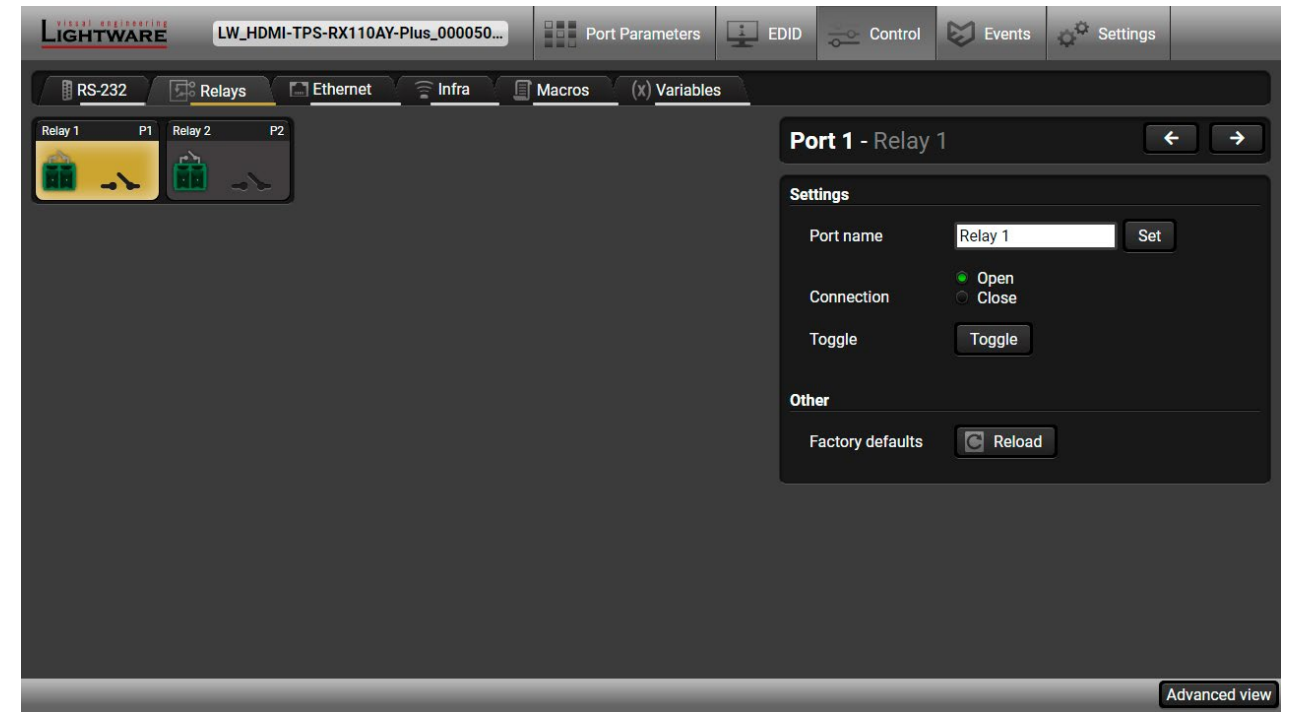 visual engineering
LIGHTWARE
LW_HDMI-TPS-RX110AY-Plus_000050...
Port Parameters
EDID
Control
Events
Settings
RS-232
Relays
Ethernet
Infra
Macros
(x) Variables
Relay 1 P1
Relay 2 P2
Port 1 - Relay 1
Settings
Port name
Relay 1
Set
Connection
Open
Close
Toggle
Toggle
Other
Factory defaults
Reload
Advanced view